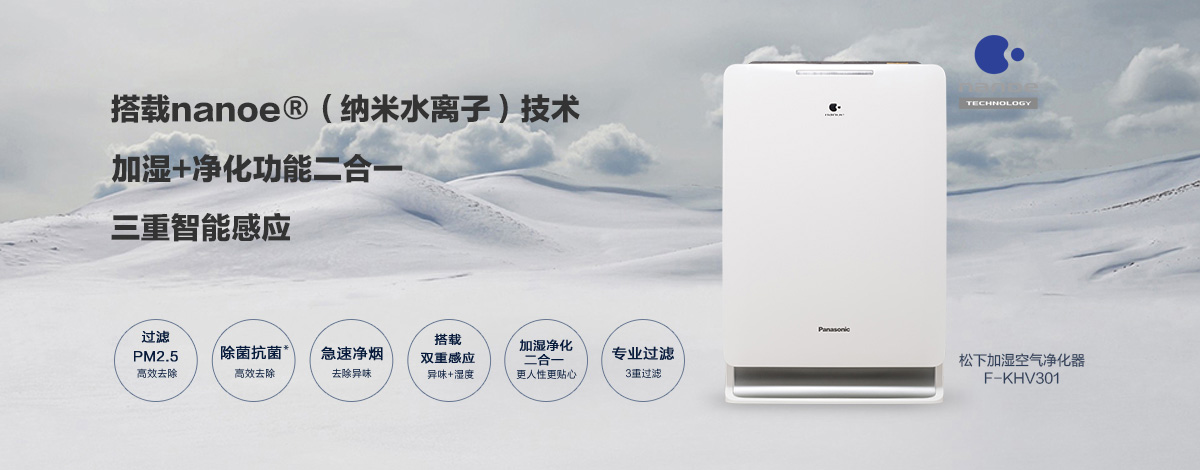 搭载nanoe®（纳米水离子）技术
加湿+净化功能二合一
三重智能感应
过滤
PM2.5
高效去除
除菌抗菌*
高效去除
急速净烟
去除异味
搭载
双重感应
异味+湿度
加湿净化
二合一
更人性更贴心
专业过滤
3重过滤
Panasonic
TECHNOLOGY
松下加湿空气净化器
F-KHV301